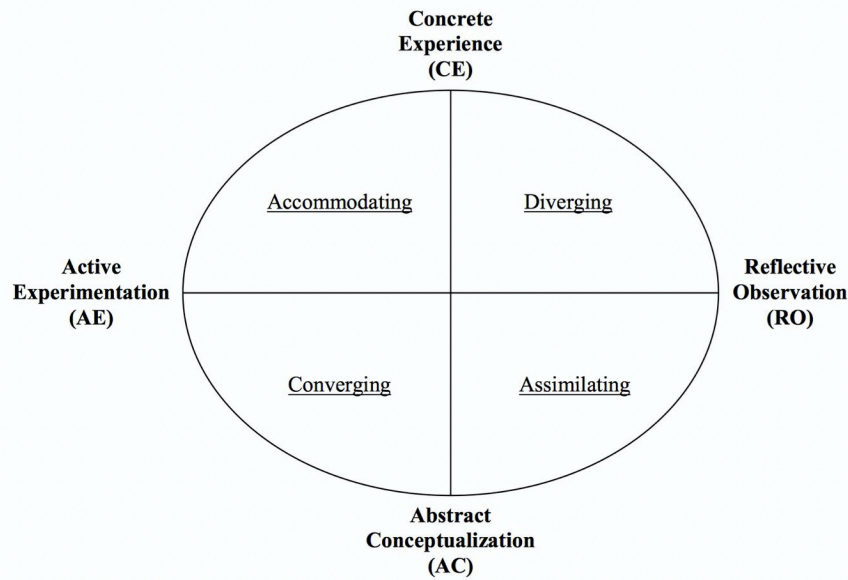 Concrete
Experience
(CE)
Accommodating
Diverging
Active
Experimentation
(AE)
Reflective
Observation
(RO)
Converging
Assimilating
Abstract
Conceptualization
(AC)